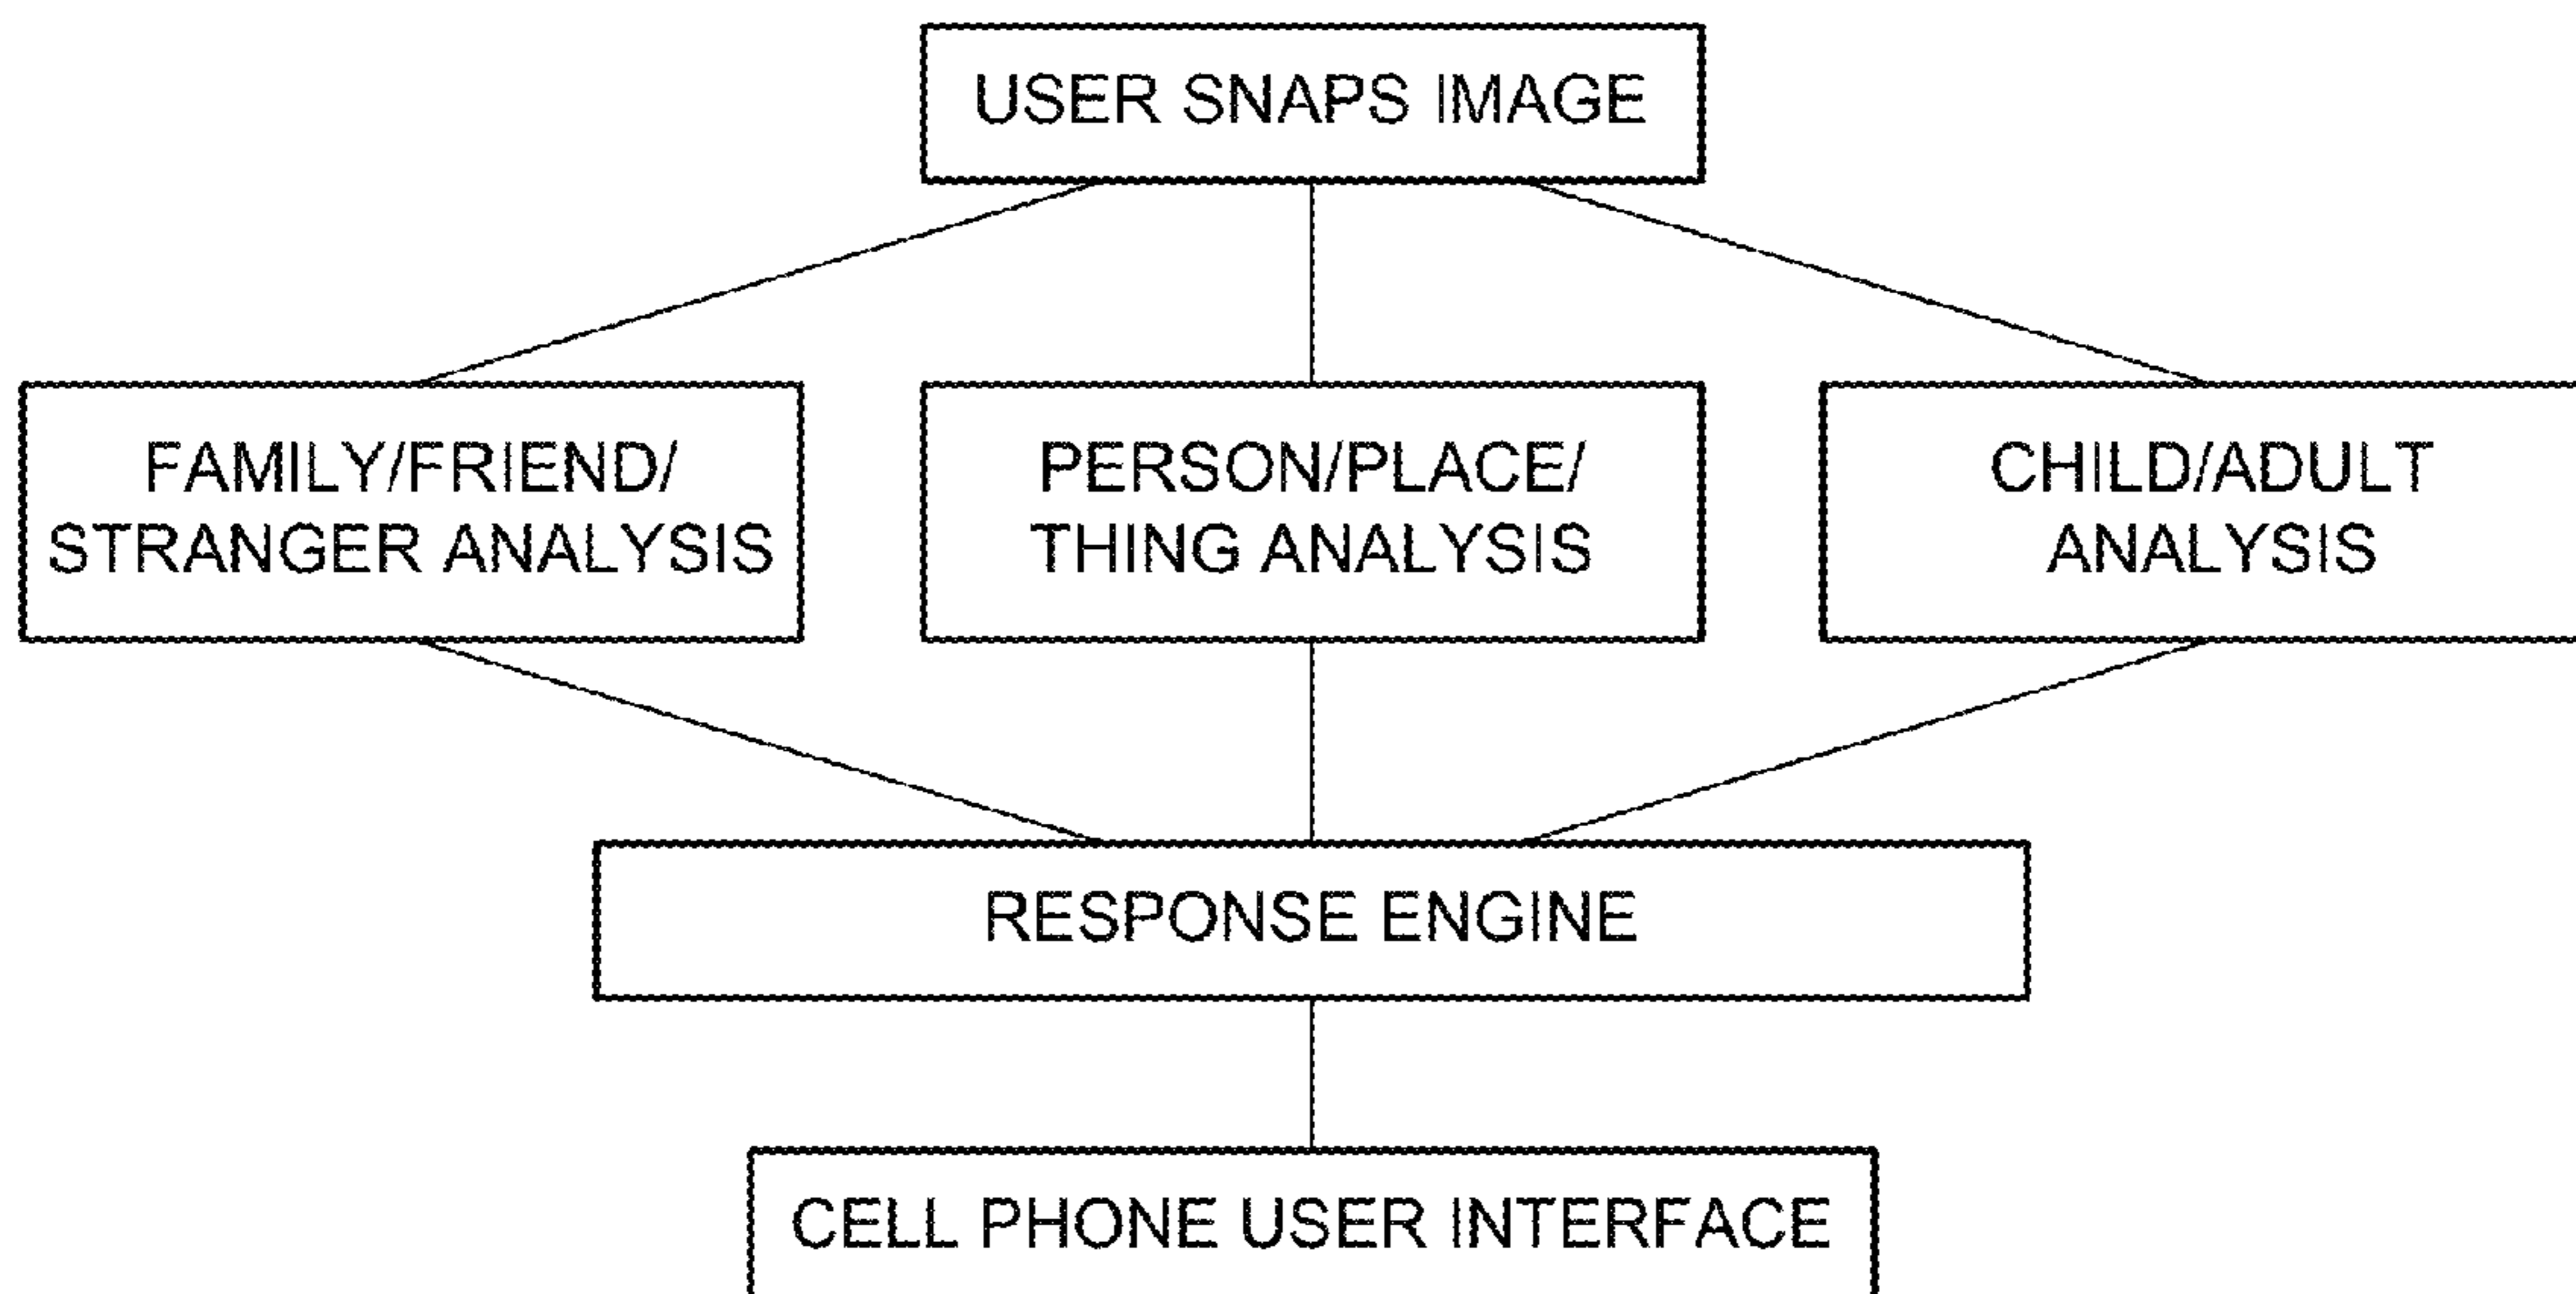 USER SNAPS IMAGE
FAMILY/FRIEND/
STRANGER ANALYSIS
PERSON/PLACE/
THING ANALYSIS
CHILD/ADULT
ANALYSIS
RESPONSE ENGINE
CELL PHONE USER INTERFACE